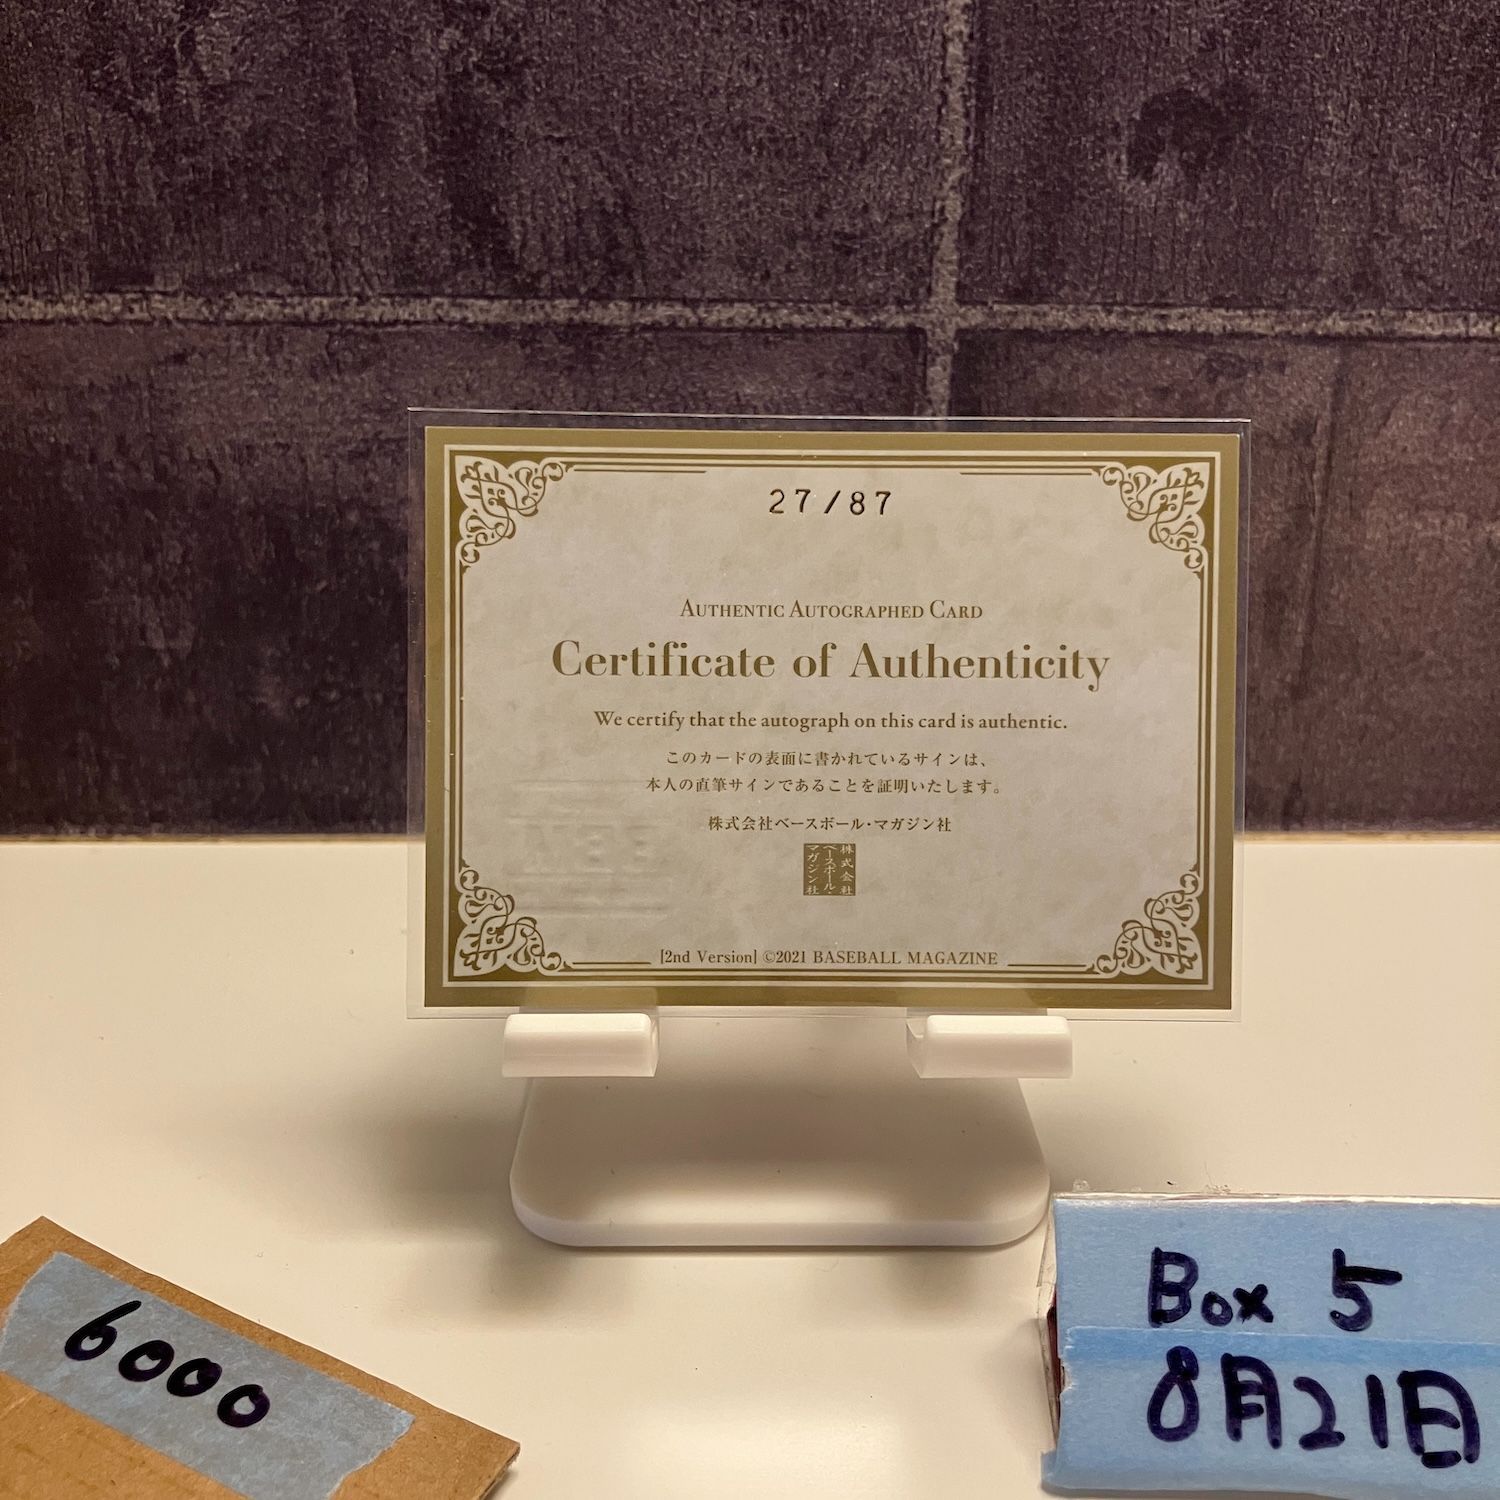 27/87
AUTHENTIC AUTOGRAPHED CARD
Certificate of Authenticity
We certify that the autograph on this card is authentic.
このカードの表面に書かれているサインは、
本人の直筆サインであることを証明いたします。
株式会社ベースボール・マガジン社
株式会社
ベースボール・
マガジン社
[2nd Version] ©2021 BASEBALL MAGAZINE
6000
Box 5
8月21日